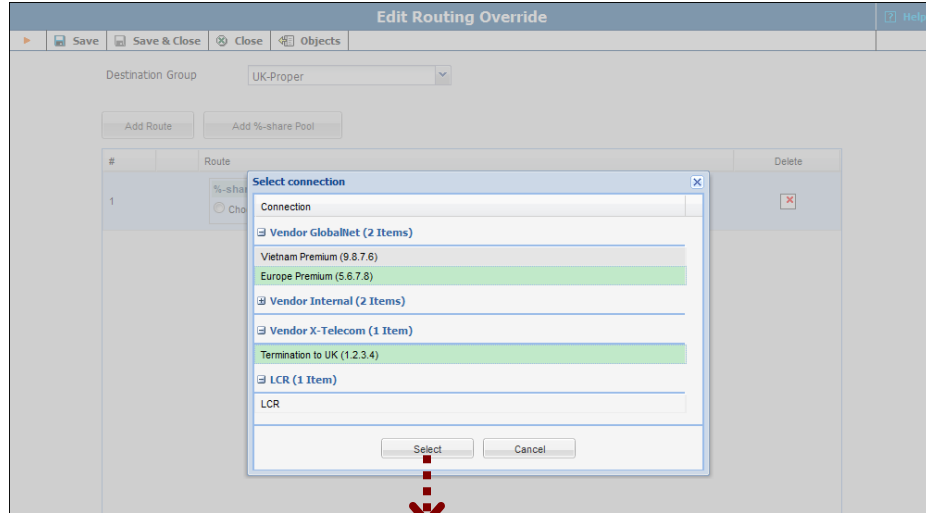 Edit Routing Override
? Help
Save Save & Close Close Objects
Destination Group UK-Proper
Add Route Add %-share Pool
# Route Delete
Select connection
%-shar
1
Cho
Connection
Vendor GlobalNet (2 Items)
Vietnam Premium (9.8.7.6)
Europe Premium (5.6.7.8)
Vendor Internal (2 Items)
Vendor X-Telecom (1 Item)
Termination to UK (1.2.3.4)
LCR (1 Item)
LCR
Select Cancel